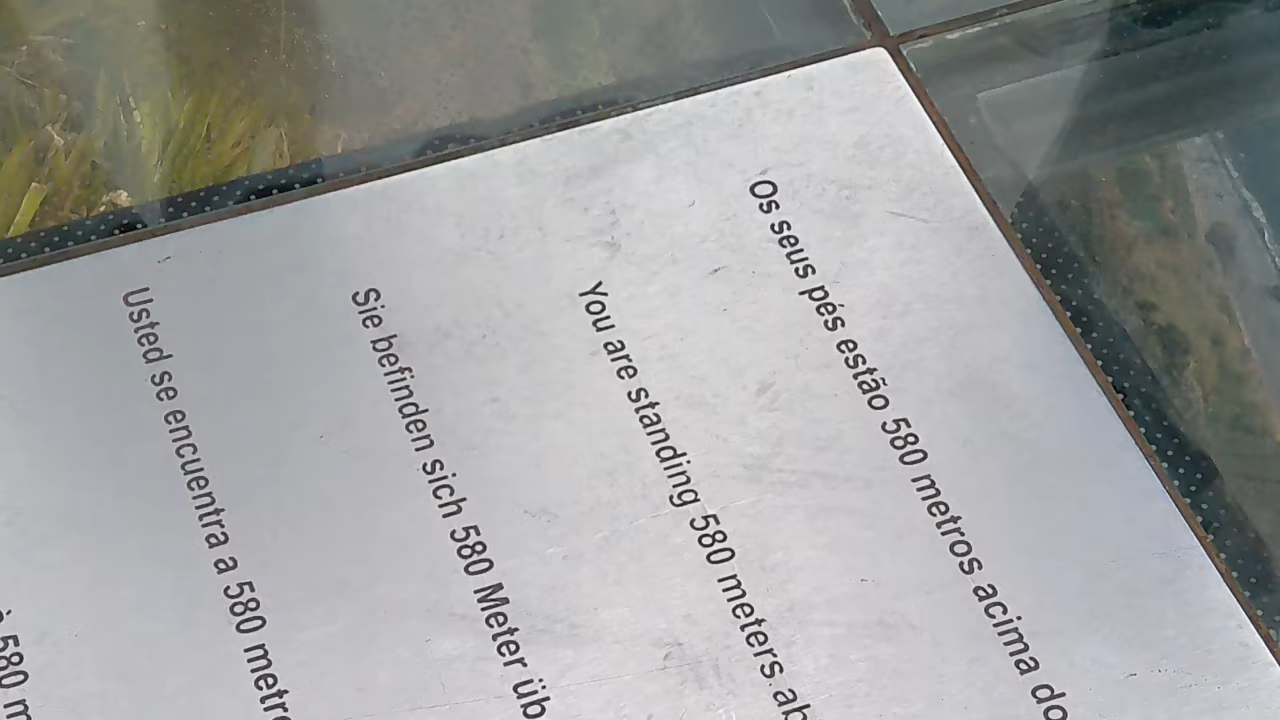 Os seus pés estão 580 metros acima do
You are standing 580 meters ab
Sie befinden sich 580 Meter üb
Usted se encuentra a 580 metr
à 580 m